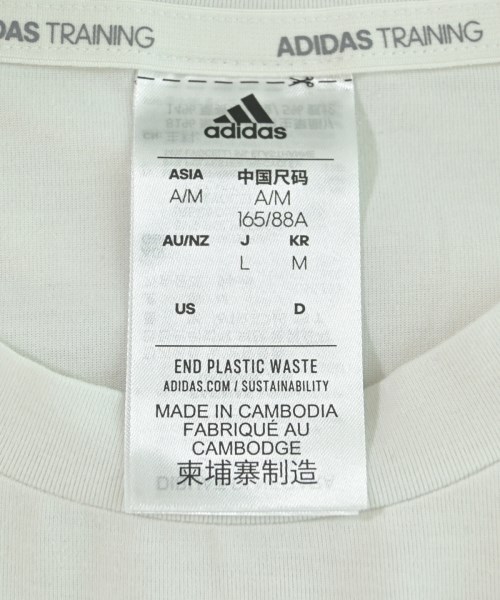 DAS TRAINING
ADIDAS TRAINING
adidas
ASIA 中国尺码
A/M A/M
165/88A
AU/NZ J KR
L M
US D
END PLASTIC WASTE
ADIDAS.COM / SUSTAINABILITY
MADE IN CAMBODIA
FABRIQUÉ AU
CAMBODGE
柬埔寨制造